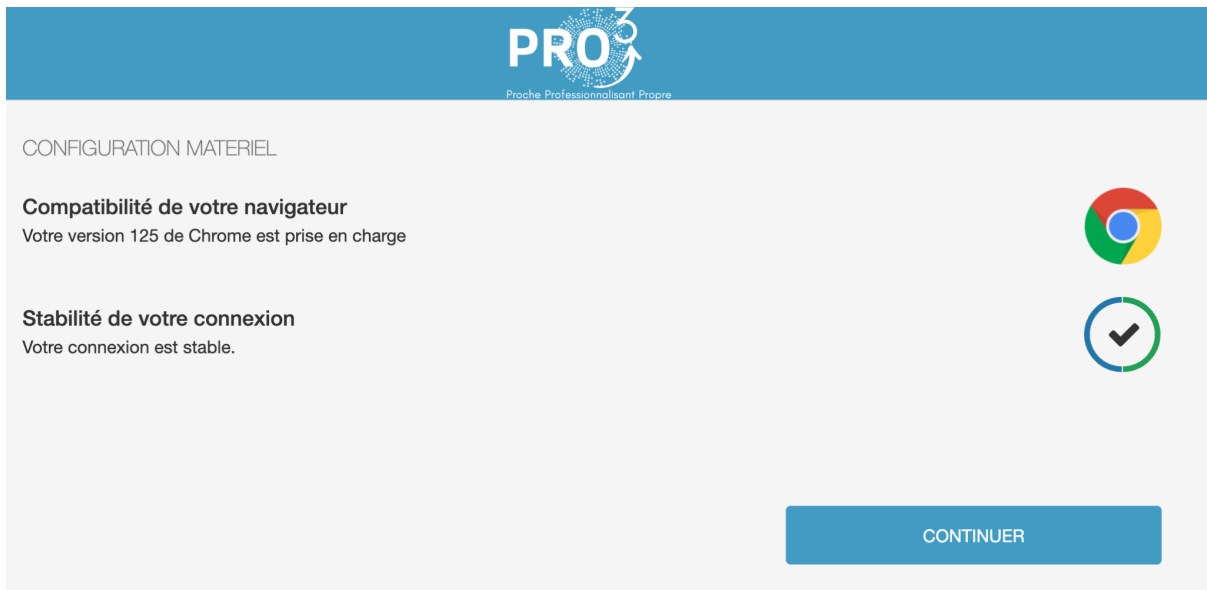 PRO3
Proche Professionnalisant Propre
CONFIGURATION MATERIEL
Compatibilité de votre navigateur
Votre version 125 de Chrome est prise en charge
Stabilité de votre connexion
Votre connexion est stable.
CONTINUER